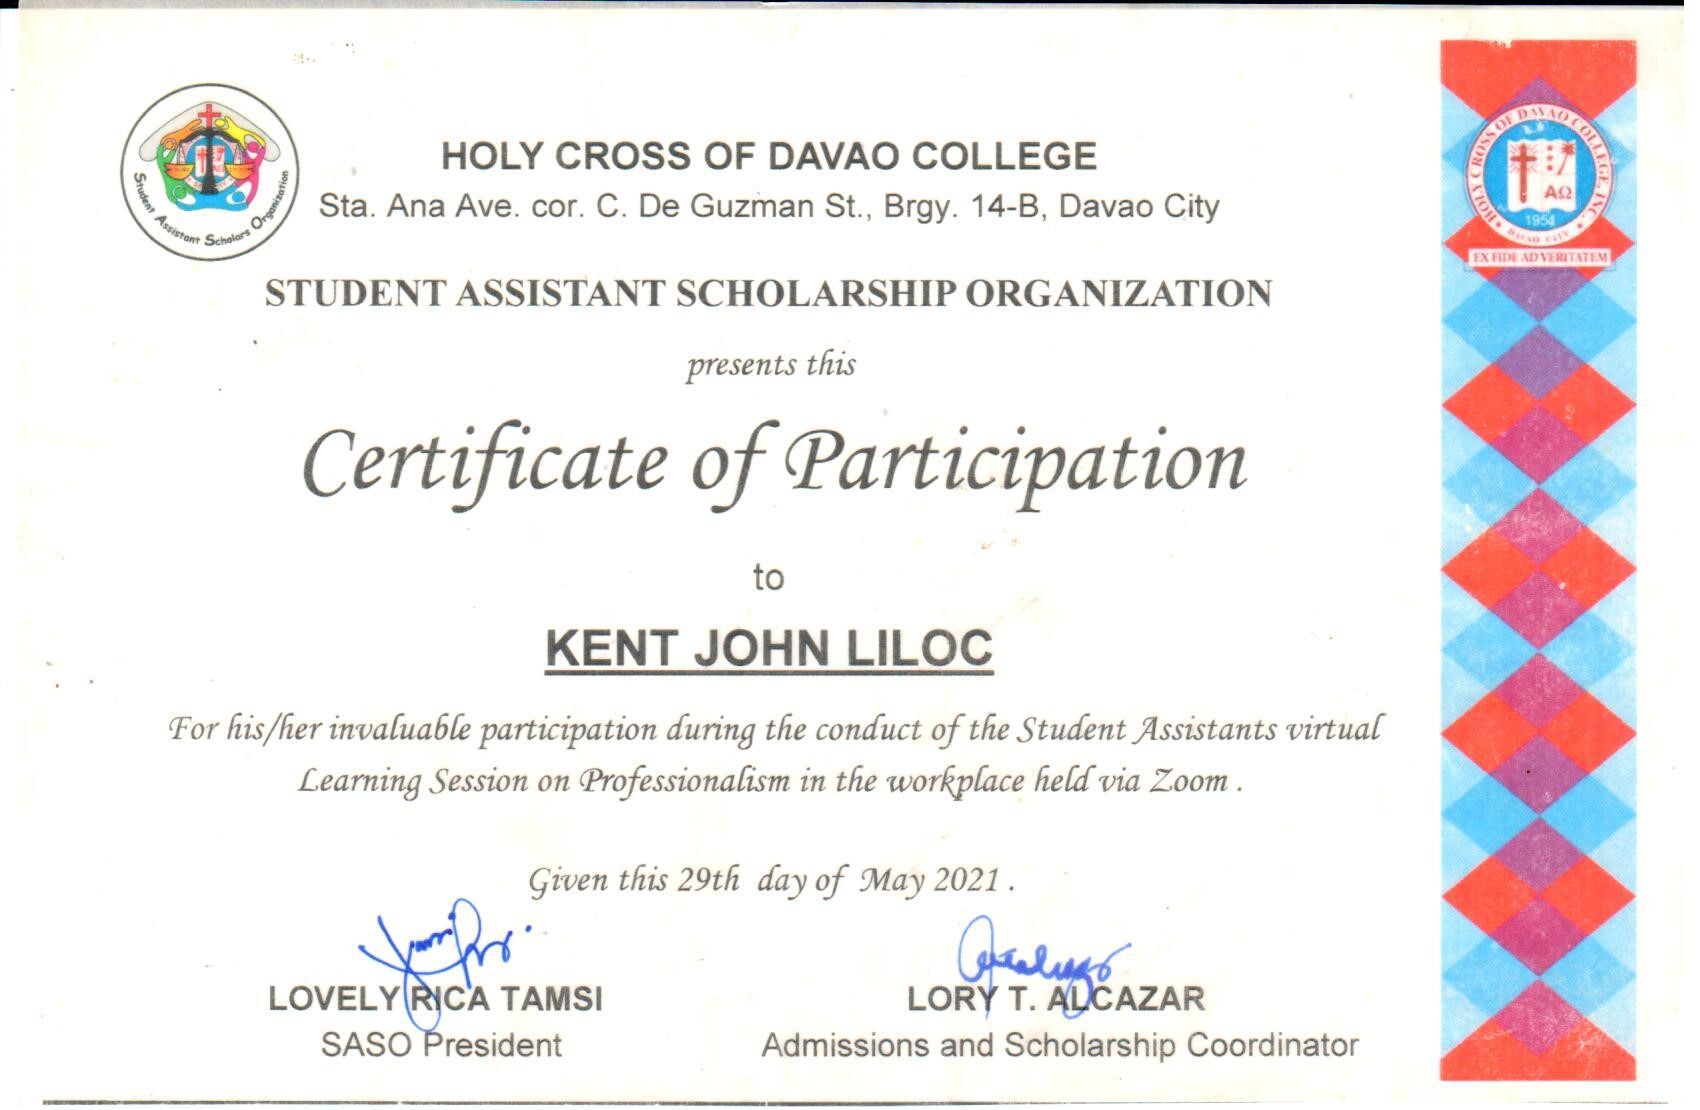 Student Assistant Scholars Organization
HOLY CROSS OF DAVAO COLLEGE
Sta. Ana Ave. cor. C. De Guzman St., Brgy. 14-B, Davao City
HOLY CROSS OF DAVAO COLLEGE, INC.
ΑΩ
1954
DAVAO CITY
EX FIDE AD VERITATEM
STUDENT ASSISTANT SCHOLARSHIP ORGANIZATION
presents this
Certificate of Participation
to
KENT JOHN LILOC
For his/her invaluable participation during the conduct of the Student Assistants virtual
Learning Session on Professionalism in the workplace held via Zoom .
Given this 29th day of May 2021 .
LOVELY RICA TAMSI
SASO President
LORY T. ALCAZAR
Admissions and Scholarship Coordinator